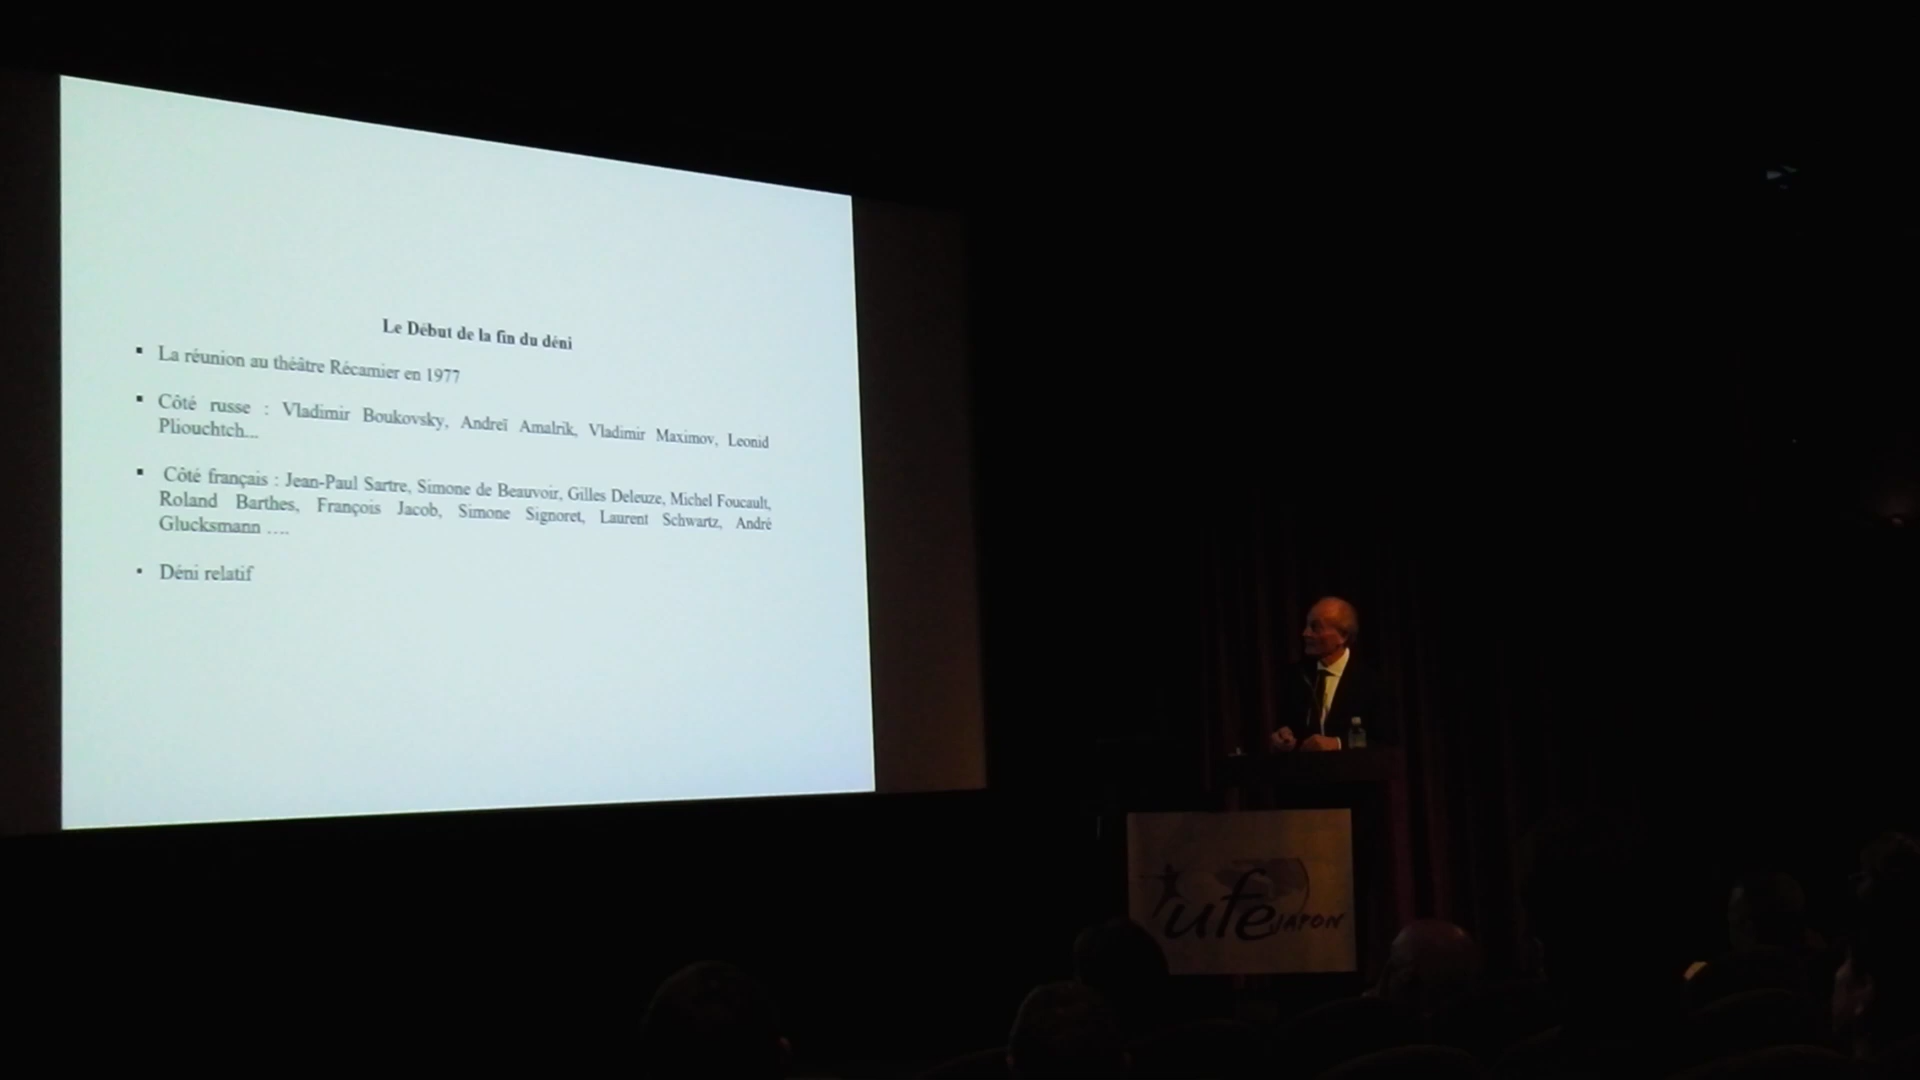 Le Début de la fin du déni
▪ La réunion au théâtre Récamier en 1977
▪ Côté russe : Vladimir Boukovsky, Andreï Amalrik, Vladimir Maximov, Leonid
Pliouchtch...
▪ Côté français : Jean-Paul Sartre, Simone de Beauvoir, Gilles Deleuze, Michel Foucault,
Roland Barthes, François Jacob, Simone Signoret, Laurent Schwartz, André
Glucksmann ....
• Déni relatif
ufe JAPON